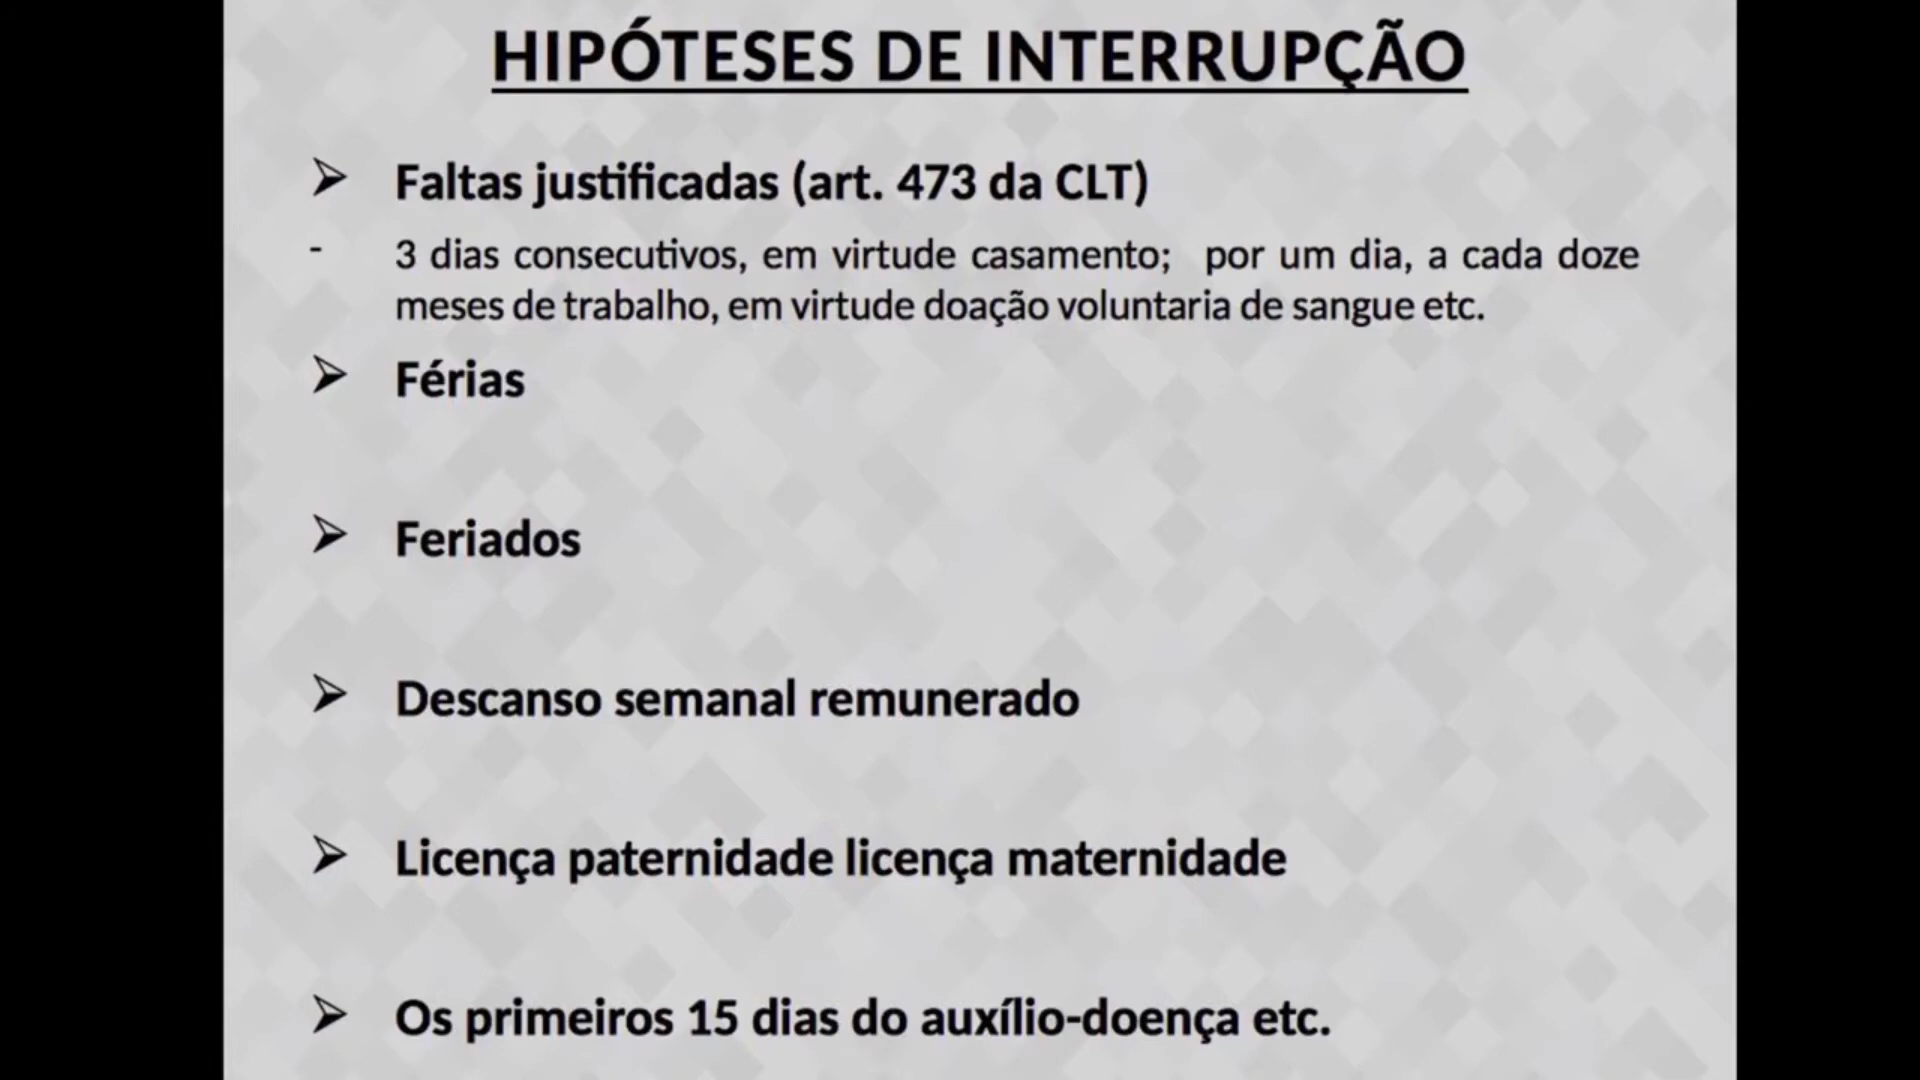 HIPÓTESES DE INTERRUPÇÃO
➢ Faltas justificadas (art. 473 da CLT)
- 3 dias consecutivos, em virtude casamento; por um dia, a cada doze
meses de trabalho, em virtude doação voluntaria de sangue etc.
➢ Férias
➢ Feriados
➢ Descanso semanal remunerado
➢ Licença paternidade licença maternidade
➢ Os primeiros 15 dias do auxílio-doença etc.